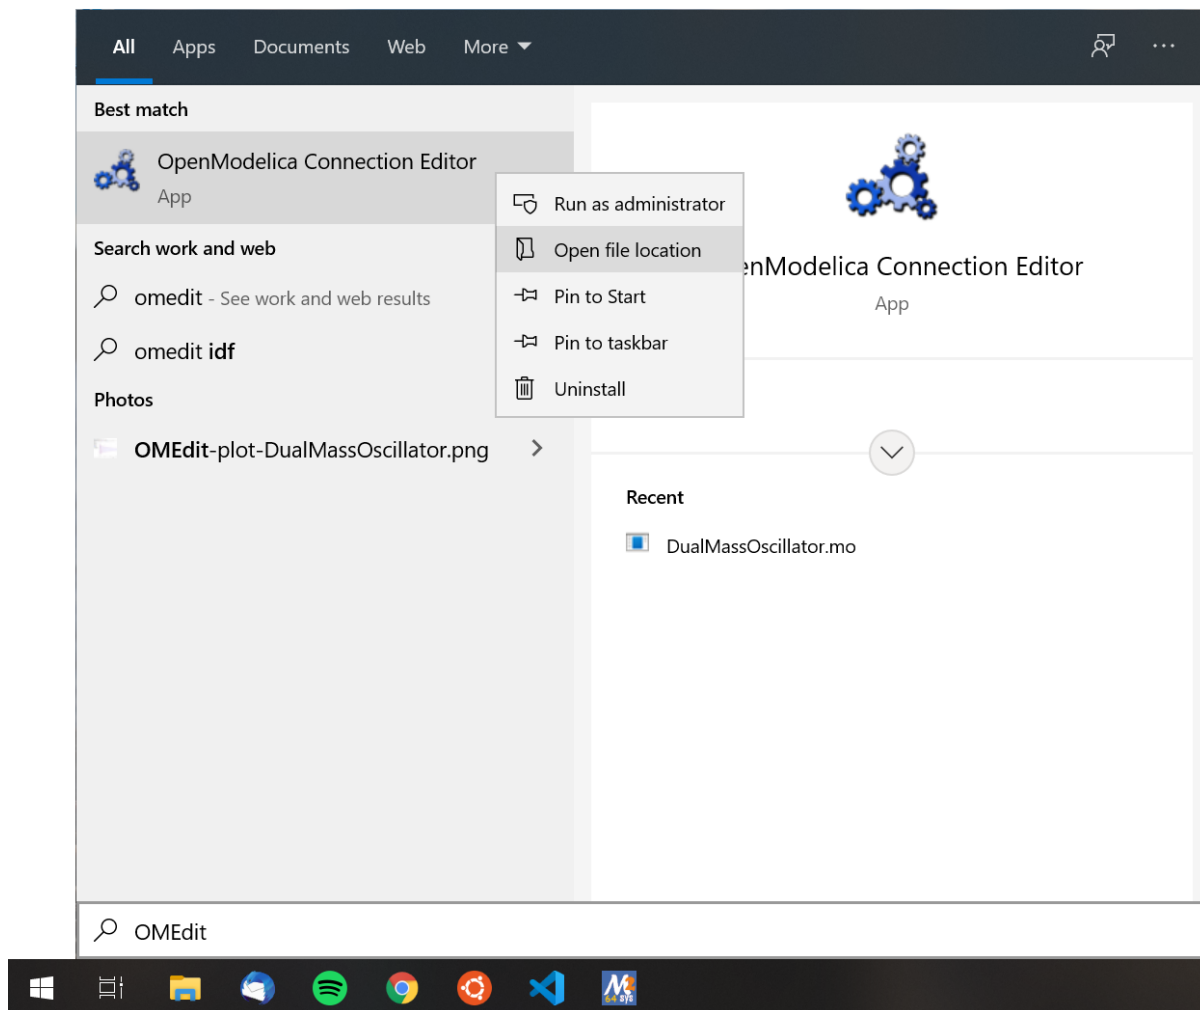 All Apps Documents Web More
Best match
OpenModelica Connection Editor
App
Run as administrator
Open file location
Pin to Start
Pin to taskbar
Uninstall
Search work and web
omedit - See work and web results
omedit idf
Photos
OMEdit-plot-DualMassOscillator.png
enModelica Connection Editor
App
Recent
DualMassOscillator.mo
OMEdit
M
64 sys